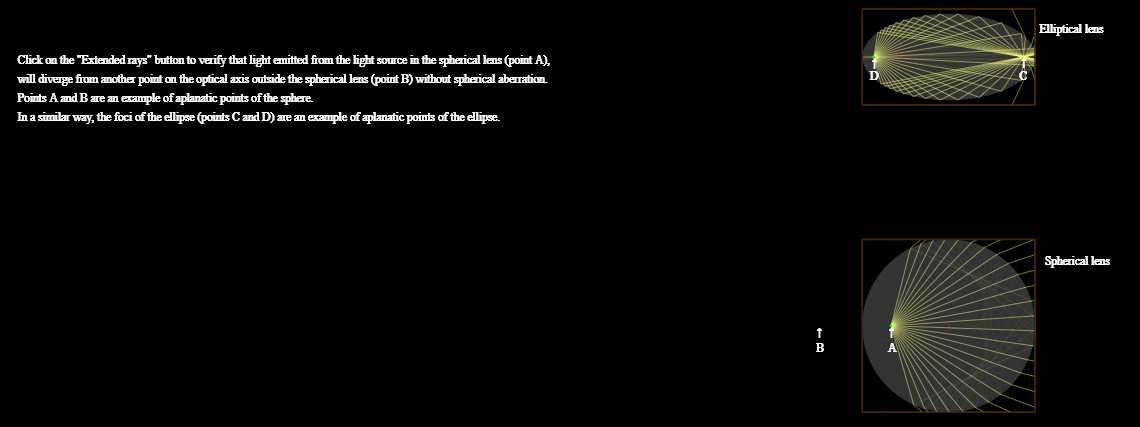 Elliptical lens
Click on the "Extended rays" button to verify that light emitted from the light source in the spherical lens (point A),
will diverge from another point on the optical axis outside the spherical lens (point B) without spherical aberration.
Points A and B are an example of aplanatic points of the sphere.
In a similar way, the foci of the ellipse (points C and D) are an example of aplanatic points of the ellipse.
D
C
Spherical lens
B
A